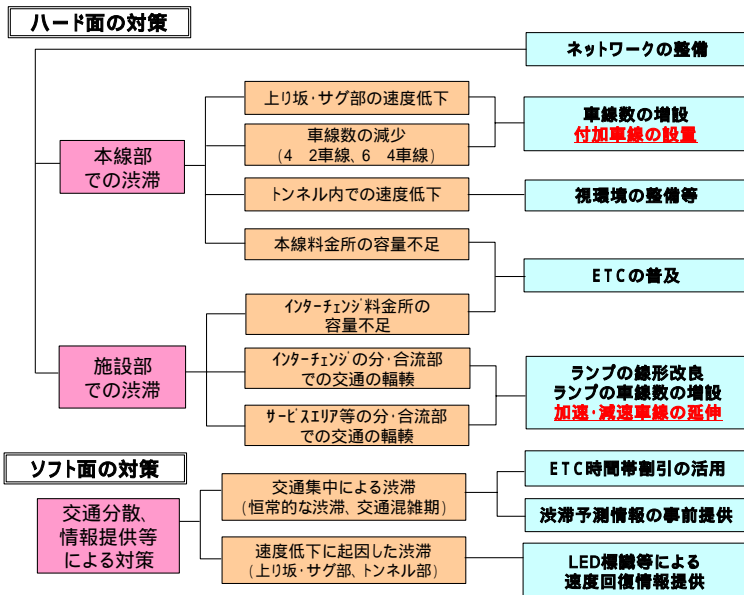 ハード面の対策
ネットワークの整備
本線部
での渋滞
上り坂・サグ部の速度低下
車線数の減少
(4　2車線、6　4車線)
車線数の増設
付加車線の設置
トンネル内での速度低下
視環境の整備等
本線料金所の容量不足
ETCの普及
施設部
での渋滞
インターチェンジ料金所の
容量不足
インターチェンジの分・合流部
での交通の輻輳
サービスエリア等の分・合流部
での交通の輻輳
ランプの線形改良
ランプの車線数の増設
加速・減速車線の延伸
ソフト面の対策
交通分散、
情報提供等
による対策
交通集中による渋滞
(恒常的な渋滞、交通混雑期)
ETC時間帯割引の活用
渋滞予測情報の事前提供
速度低下に起因した渋滞
(上り坂・サグ部、トンネル部)
LED標識等による
速度回復情報提供